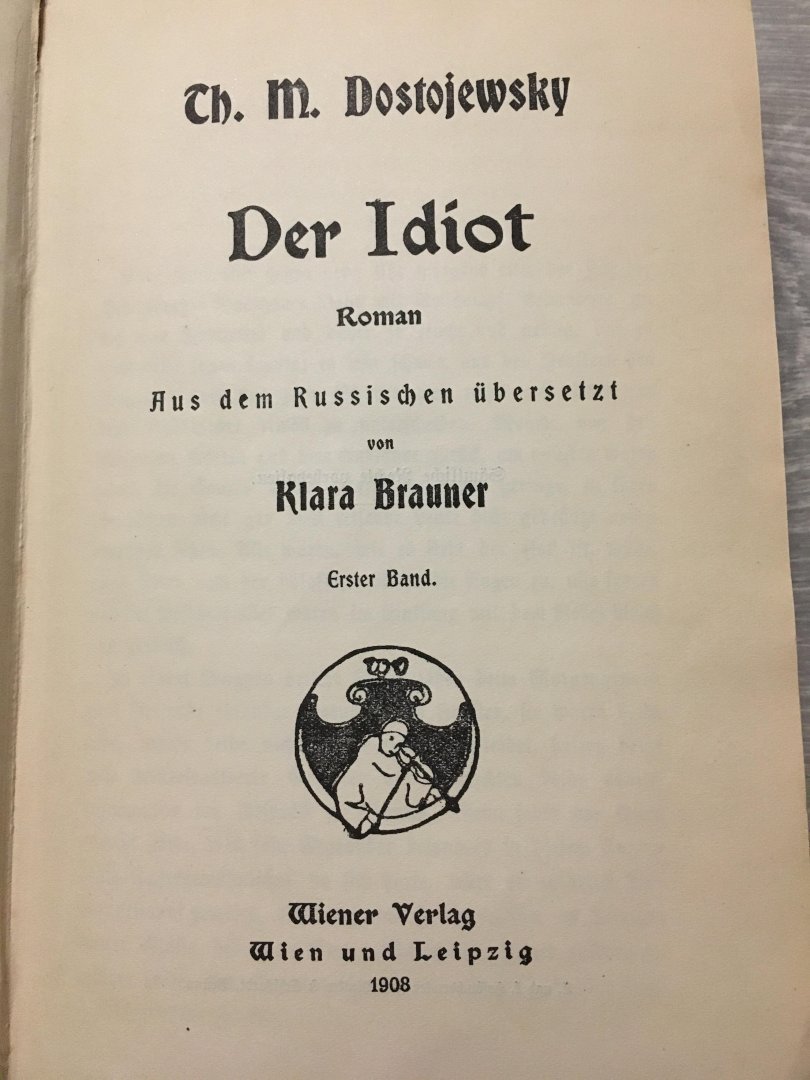 Th. M. Dostojewsky
Der Idiot
Roman
Aus dem Russischen übersetzt
von
Klara Brauner
Erster Band.
WV
Wiener Verlag
Wien und Leipzig
1908